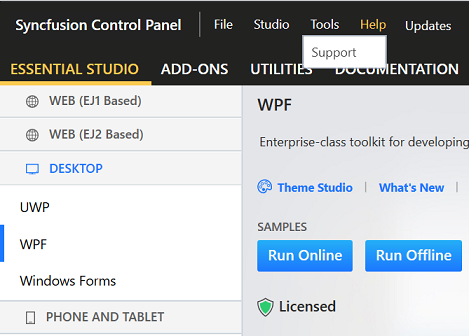 Syncfusion Control Panel
File
Studio
Tools
Help
Updates
Support
ESSENTIAL STUDIO
ADD-ONS
UTILITIES
DOCUMENTATION
WEB (EJ1 Based)
WEB (EJ2 Based)
DESKTOP
UWP
WPF
Windows Forms
PHONE AND TABLET
WPF
Enterprise-class toolkit for developing
Theme Studio
What's New
SAMPLES
Run Online
Run Offline
Licensed